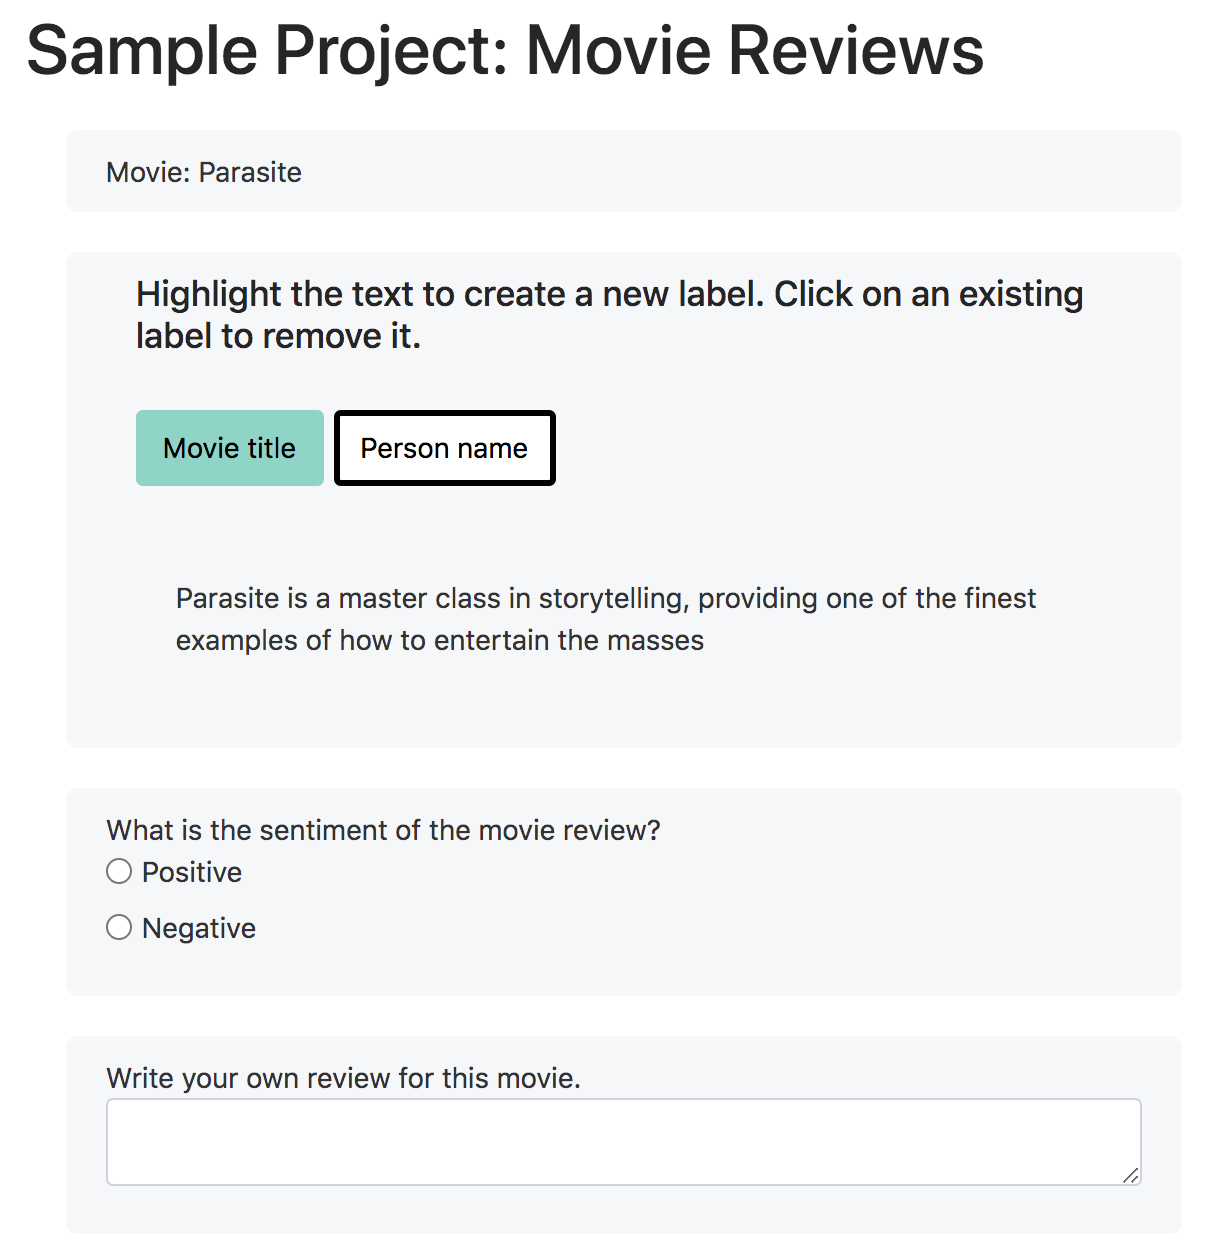 Sample Project: Movie Reviews
Movie: Parasite
Highlight the text to create a new label. Click on an existing
label to remove it.
Movie title
Person name
Parasite is a master class in storytelling, providing one of the finest
examples of how to entertain the masses
What is the sentiment of the movie review?
Positive
Negative
Write your own review for this movie.